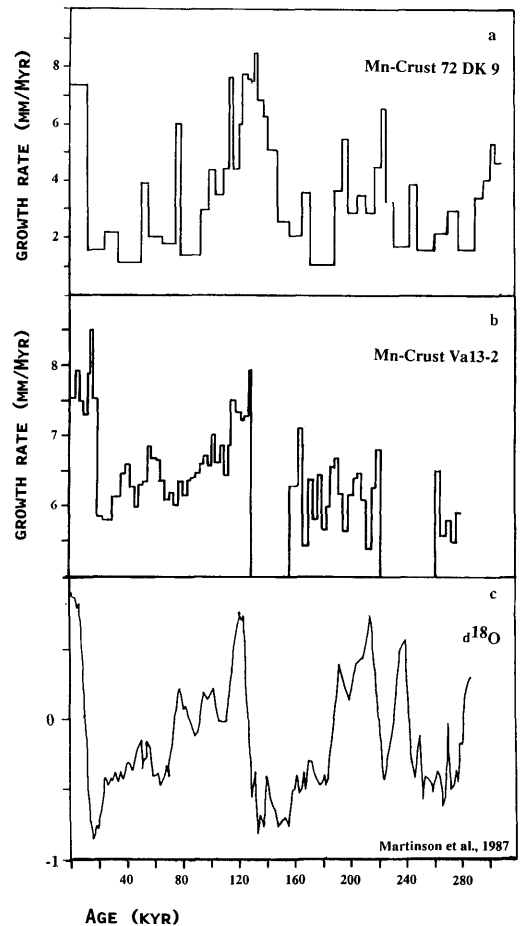 a
Mn-Crust 72 DK 9
8
6
4
2
GROWTH RATE (MM/MYR)
b
Mn-Crust Va13-2
8
7
6
GROWTH RATE (MM/MYR)
c
d18O
0
-1
Martinson et al., 1987
40 80 120 160 200 240 280
AGE (KYR)